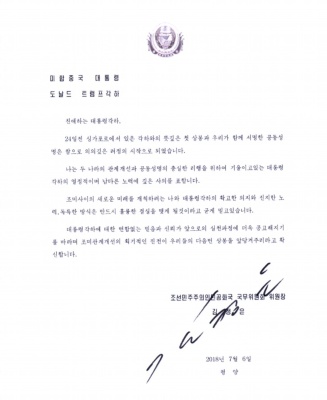 미합중국 대통령
도날드 트럼프각하
친애하는 대통령각하,
24일전 싱가포르에서 있은 각하와의 뜻깊은 첫 상봉과 우리가 함께 서명한 공동성
명은 참으로 의의깊은 려정의 시작으로 되였습니다.
나는 두 나라의 관계개선과 공동성명의 충실한 리행을 위하여 기울이고있는 대통령
각하의 열정적이며 남다른 노력에 깊은 사의를 표합니다.
조미사이의 새로운 미래를 개척하려는 나와 대통령각하의 확고한 의지와 진지한 노
력, 독특한 방식은 반드시 훌륭한 결실을 맺게 될것이라고 굳게 믿고있습니다.
대통령각하에 대한 변함없는 믿음과 신뢰가 앞으로의 실천과정에 더욱 공고해지기
를 바라며 조미관계개선의 획기적인 진전이 우리들의 다음번 상봉을 앞당겨주리라고 확
신합니다.
조선민주주의인민공화국 국무위원회 위원장
김 정 은
2018년 7월 6일
평 양